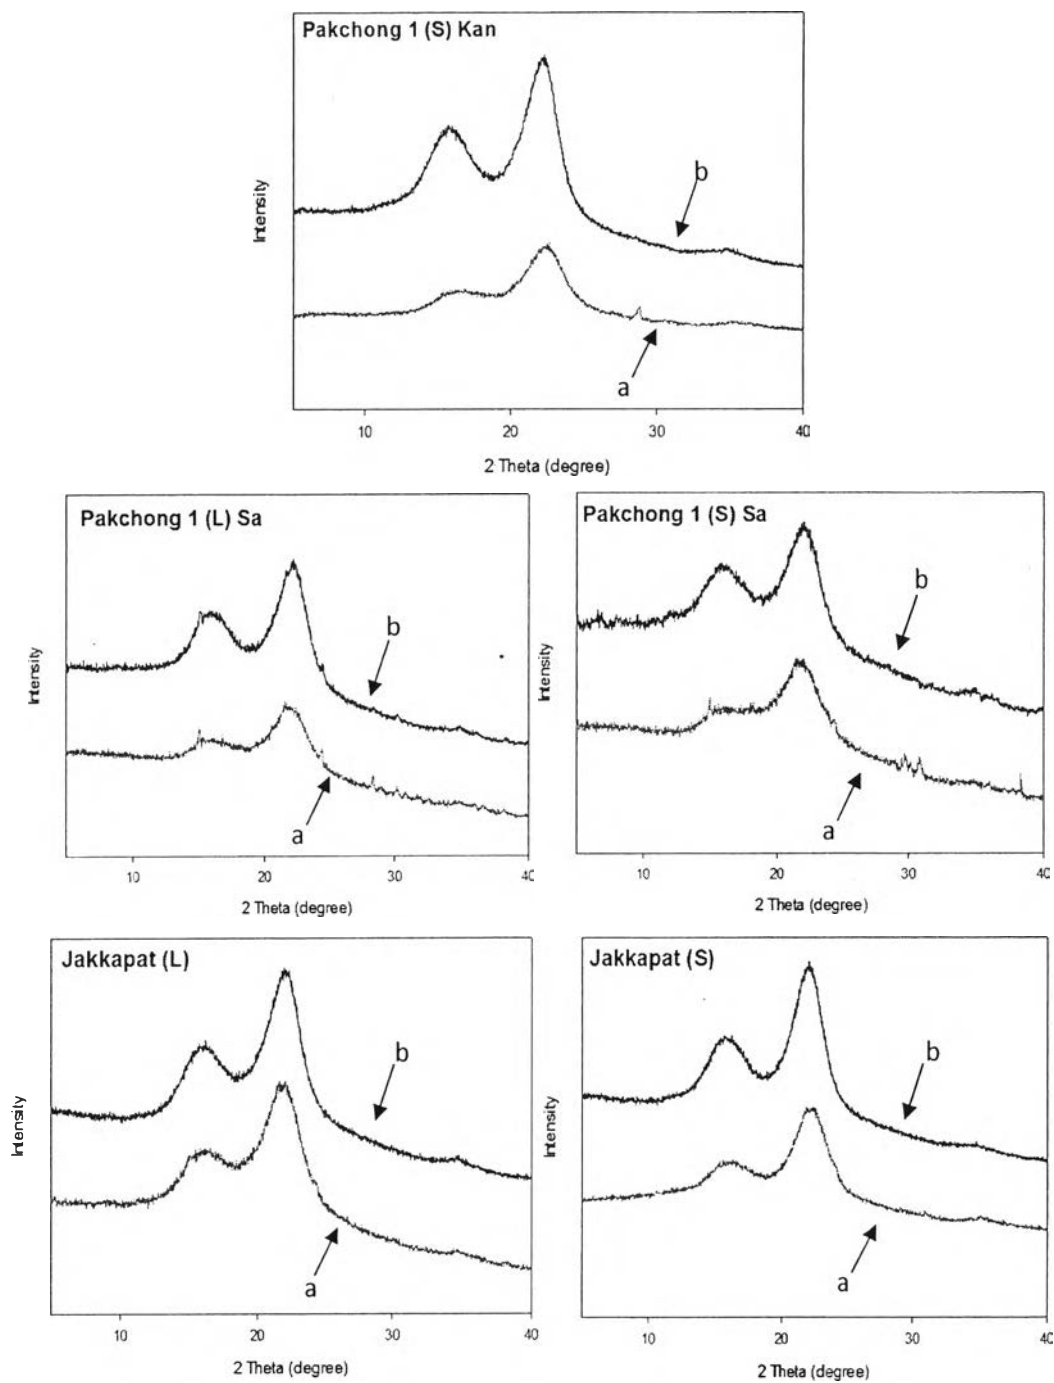 Pakchong 1 (S) Kan
b
a
Intensity
10 20 30 40
2 Theta (degree)
Pakchong 1 (L) Sa
b
a
Intensity
10 20 30 40
2 Theta (degree)
Pakchong 1 (S) Sa
b
a
Intensity
10 20 30 40
2 Theta (degree)
Jakkapat (L)
b
a
Intensity
10 20 30 40
2 Theta (degree)
Jakkapat (S)
b
a
Intensity
10 20 30 40
2 Theta (degree)